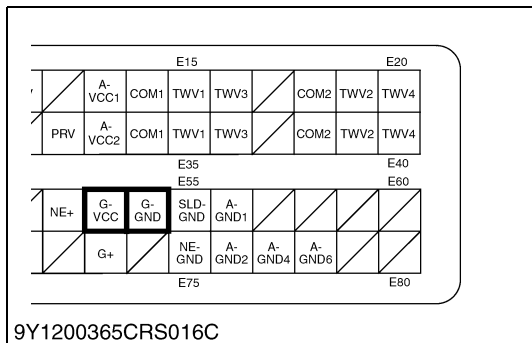 E15 E20
A-VCC1 COM1 TWV1 TWV3 COM2 TWV2 TWV4
PRV A-VCC2 COM1 TWV1 TWV3 COM2 TWV2 TWV4
E35 E40
E55 E60
NE+ G-VCC G-GND SLD-GND A-GND1
G+ NE-GND A-GND2 A-GND4 A-GND6
E75 E80
9Y1200365CRS016C